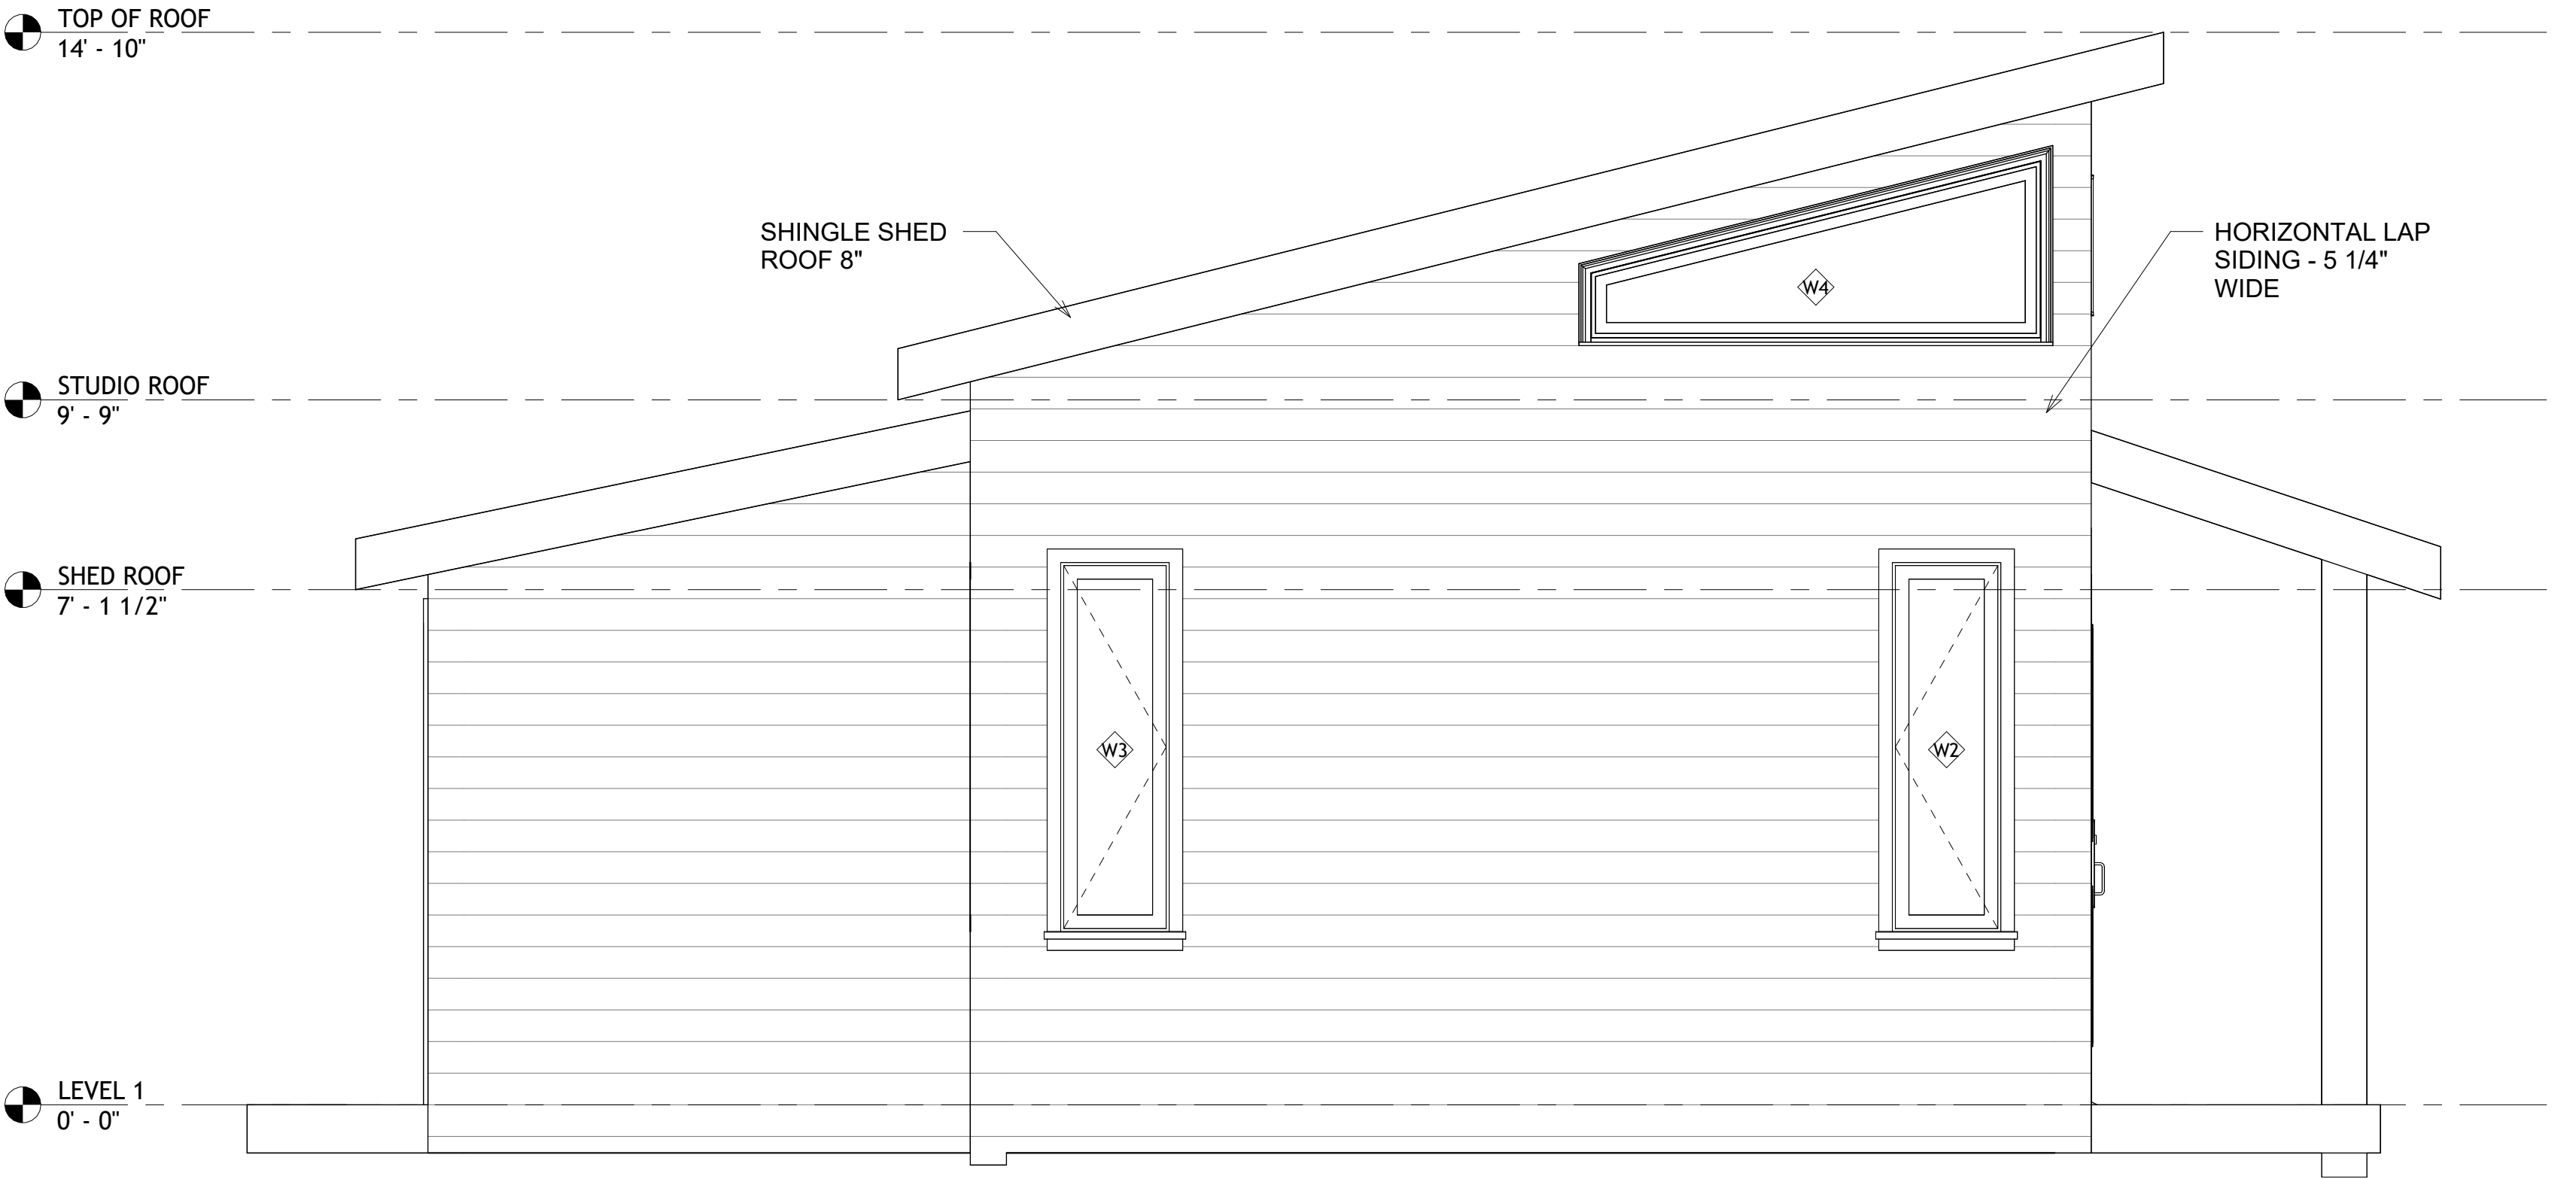 TOP OF ROOF
14' - 10"
SHINGLE SHED
ROOF 8"
W4
HORIZONTAL LAP
SIDING - 5 1/4"
WIDE
STUDIO ROOF
9' - 9"
SHED ROOF
7' - 1 1/2"
W3
W2
LEVEL 1
0' - 0"